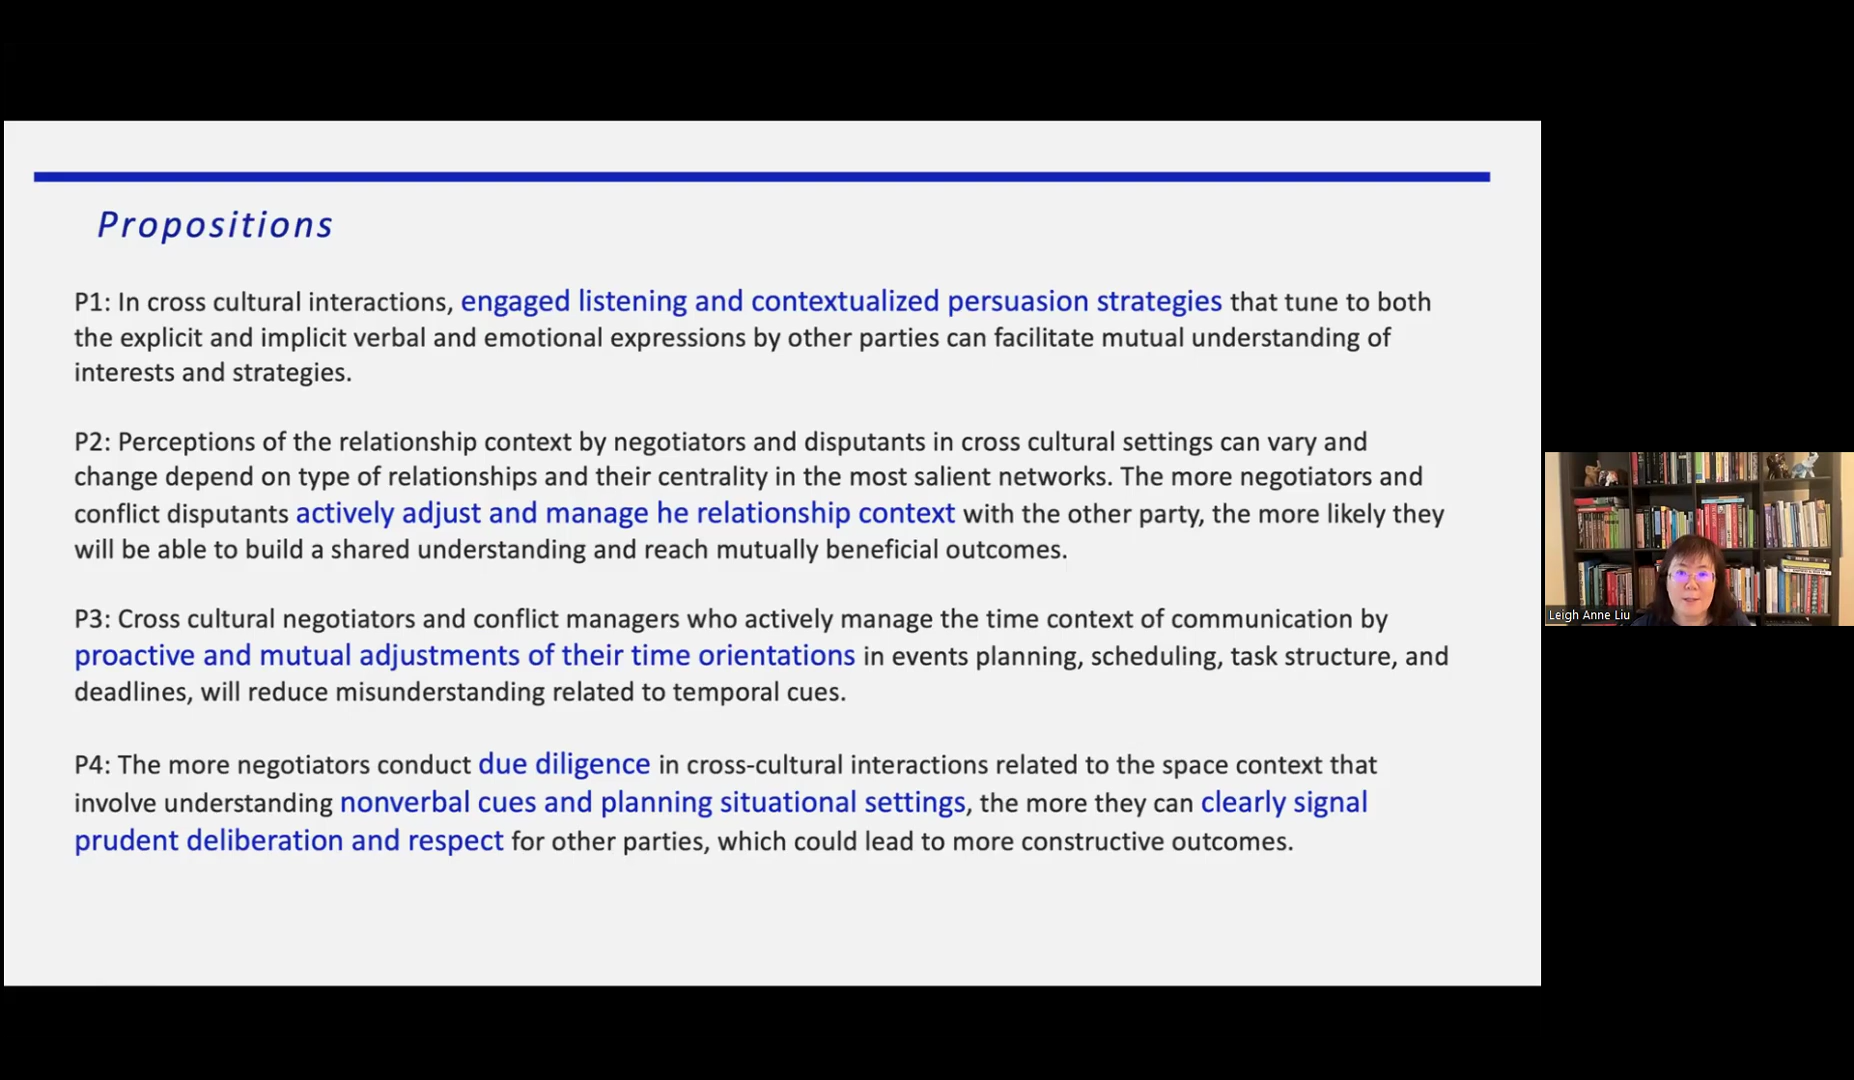 Propositions
P1: In cross cultural interactions, engaged listening and contextualized persuasion strategies that tune to both
the explicit and implicit verbal and emotional expressions by other parties can facilitate mutual understanding of
interests and strategies.
P2: Perceptions of the relationship context by negotiators and disputants in cross cultural settings can vary and
change depend on type of relationships and their centrality in the most salient networks. The more negotiators and
conflict disputants actively adjust and manage he relationship context with the other party, the more likely they
will be able to build a shared understanding and reach mutually beneficial outcomes.
P3: Cross cultural negotiators and conflict managers who actively manage the time context of communication by
proactive and mutual adjustments of their time orientations in events planning, scheduling, task structure, and
deadlines, will reduce misunderstanding related to temporal cues.
P4: The more negotiators conduct due diligence in cross-cultural interactions related to the space context that
involve understanding nonverbal cues and planning situational settings, the more they can clearly signal
prudent deliberation and respect for other parties, which could lead to more constructive outcomes.
Leigh Anne Liu